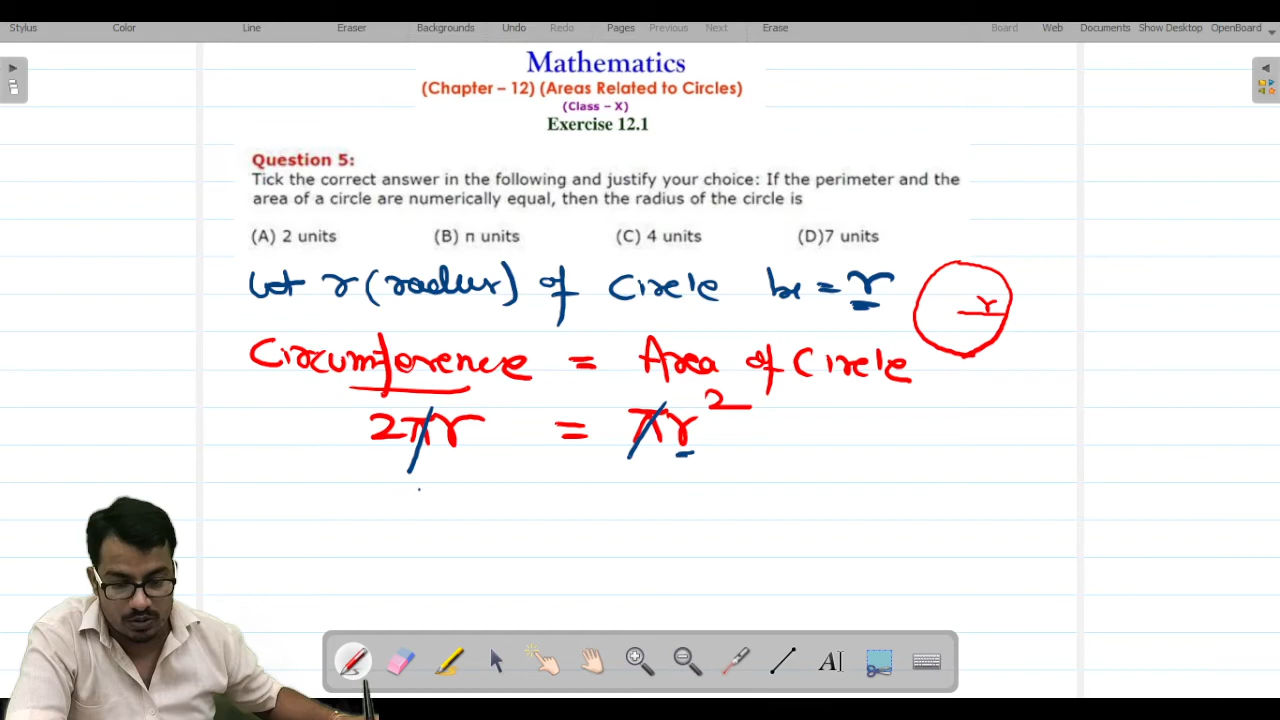 Stylus Color Line Eraser Backgrounds Undo Redo Pages Previous Next Erase Board Web Documents Show Desktop OpenBoard
Mathematics
(Chapter – 12) (Areas Related to Circles)
(Class – X)
Exercise 12.1
Question 5:
Tick the correct answer in the following and justify your choice: If the perimeter and the
area of a circle are numerically equal, then the radius of the circle is
(A) 2 units (B) п units (C) 4 units (D)7 units
Let r (radius) of Circle be = r
r
Circumference = Area of Circle
2πr = πr²
AI